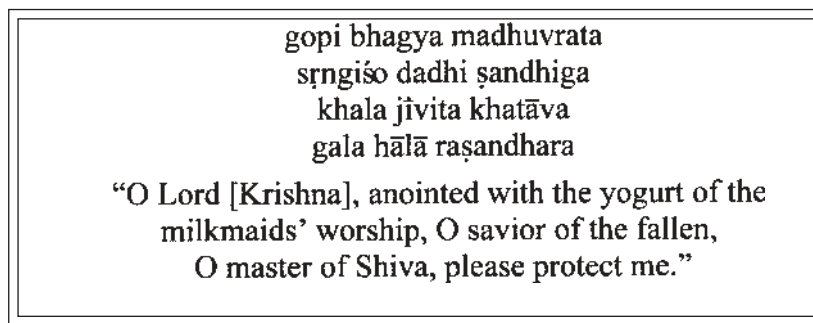 gopi bhagya madhuvrata
sṛngiśo dadhi ṣandhiga
khala jīvita khatāva
gala hālā raṣandhara
“O Lord [Krishna], anointed with the yogurt of the
milkmaids’ worship, O savior of the fallen,
O master of Shiva, please protect me.”